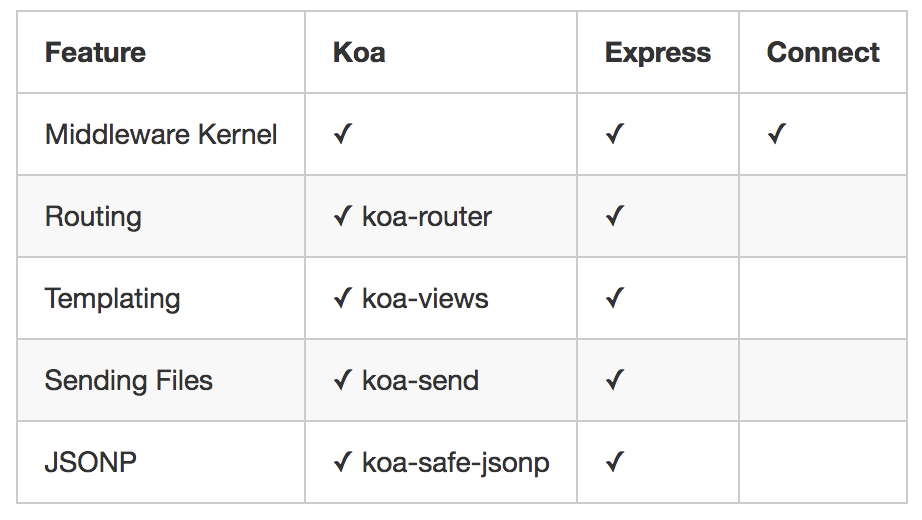 Feature Koa Express Connect
Middleware Kernel ✓ ✓ ✓
Routing ✓ koa-router ✓
Templating ✓ koa-views ✓
Sending Files ✓ koa-send ✓
JSONP ✓ koa-safe-jsonp ✓